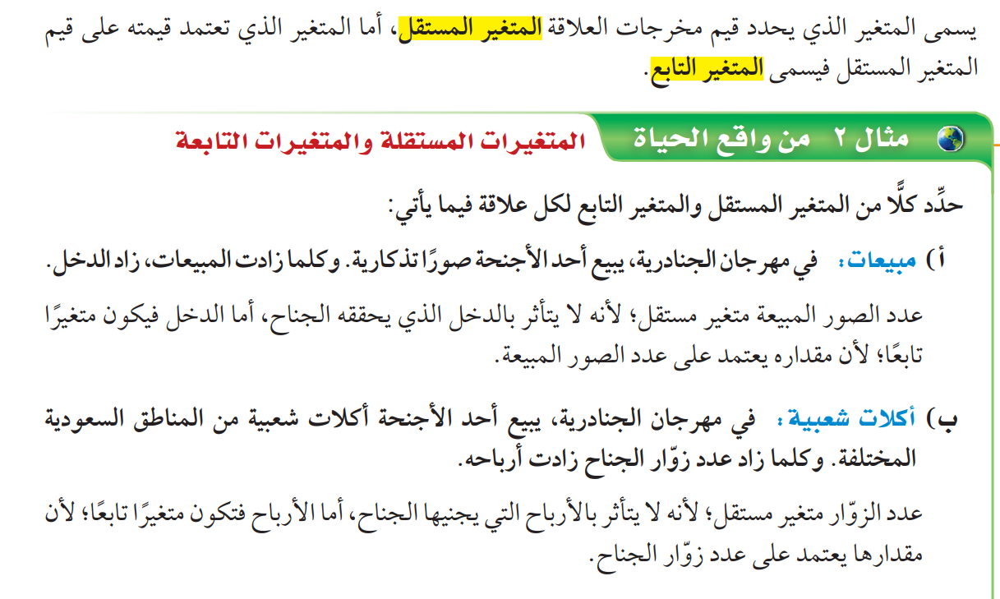 يسمى المتغير الذي يحدد قيم مخرجات العلاقة المتغير المستقل، أما المتغير الذي تعتمد قيمته على قيم
المتغير المستقل فيسمى المتغير التابع.
مثال ٢ من واقع الحياة المتغيرات المستقلة والمتغيرات التابعة
حدِّد كلًّا من المتغير المستقل والمتغير التابع لكل علاقة فيما يأتي:
أ) مبيعات: في مهرجان الجنادرية، يبيع أحد الأجنحة صورًا تذكارية. وكلما زادت المبيعات، زاد الدخل.
عدد الصور المبيعة متغير مستقل؛ لأنه لا يتأثر بالدخل الذي يحققه الجناح، أما الدخل فيكون متغيرًا
تابعًا؛ لأن مقداره يعتمد على عدد الصور المبيعة.
ب) أكلات شعبية: في مهرجان الجنادرية، يبيع أحد الأجنحة أكلات شعبية من المناطق السعودية
المختلفة. وكلما زاد عدد زوّار الجناح زادت أرباحه.
عدد الزوّار متغير مستقل؛ لأنه لا يتأثر بالأرباح التي يجنيها الجناح، أما الأرباح فتكون متغيرًا تابعًا؛ لأن
مقدارها يعتمد على عدد زوّار الجناح.